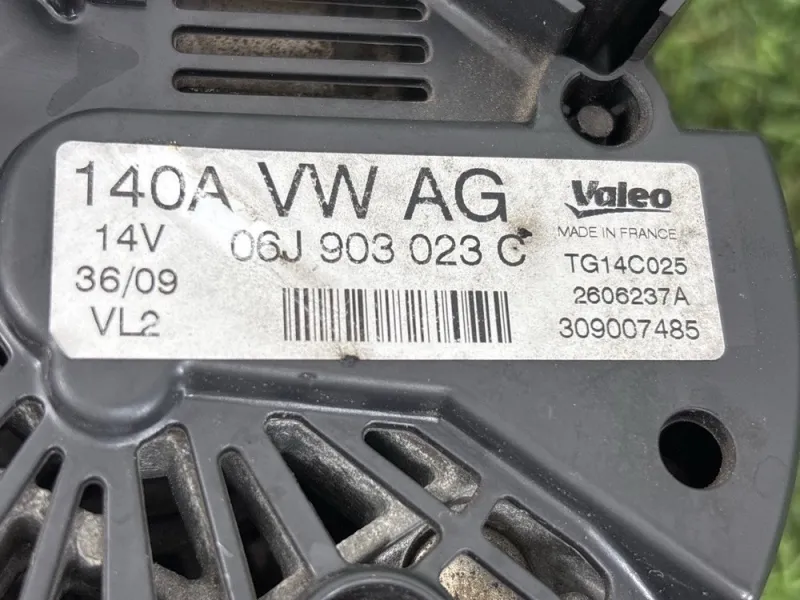 140A VW AG
14V
06J 903 023 C
36/09
VL2
Valeo
MADE IN FRANCE
TG14C025
2606237A
309007485